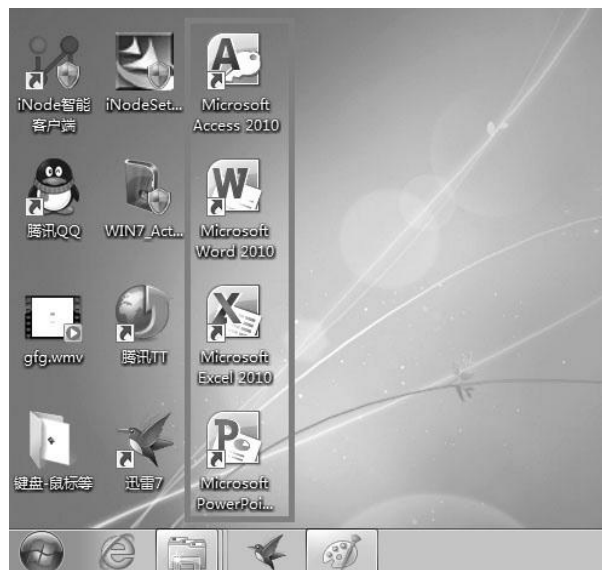 iNode智能
客户端
iNodeSet...
Microsoft
Access 2010
腾讯QQ
WIN7_Act...
Microsoft
Word 2010
gfg.wmv
腾讯TT
Microsoft
Excel 2010
键盘-鼠标等
迅雷7
Microsoft
PowerPoi...